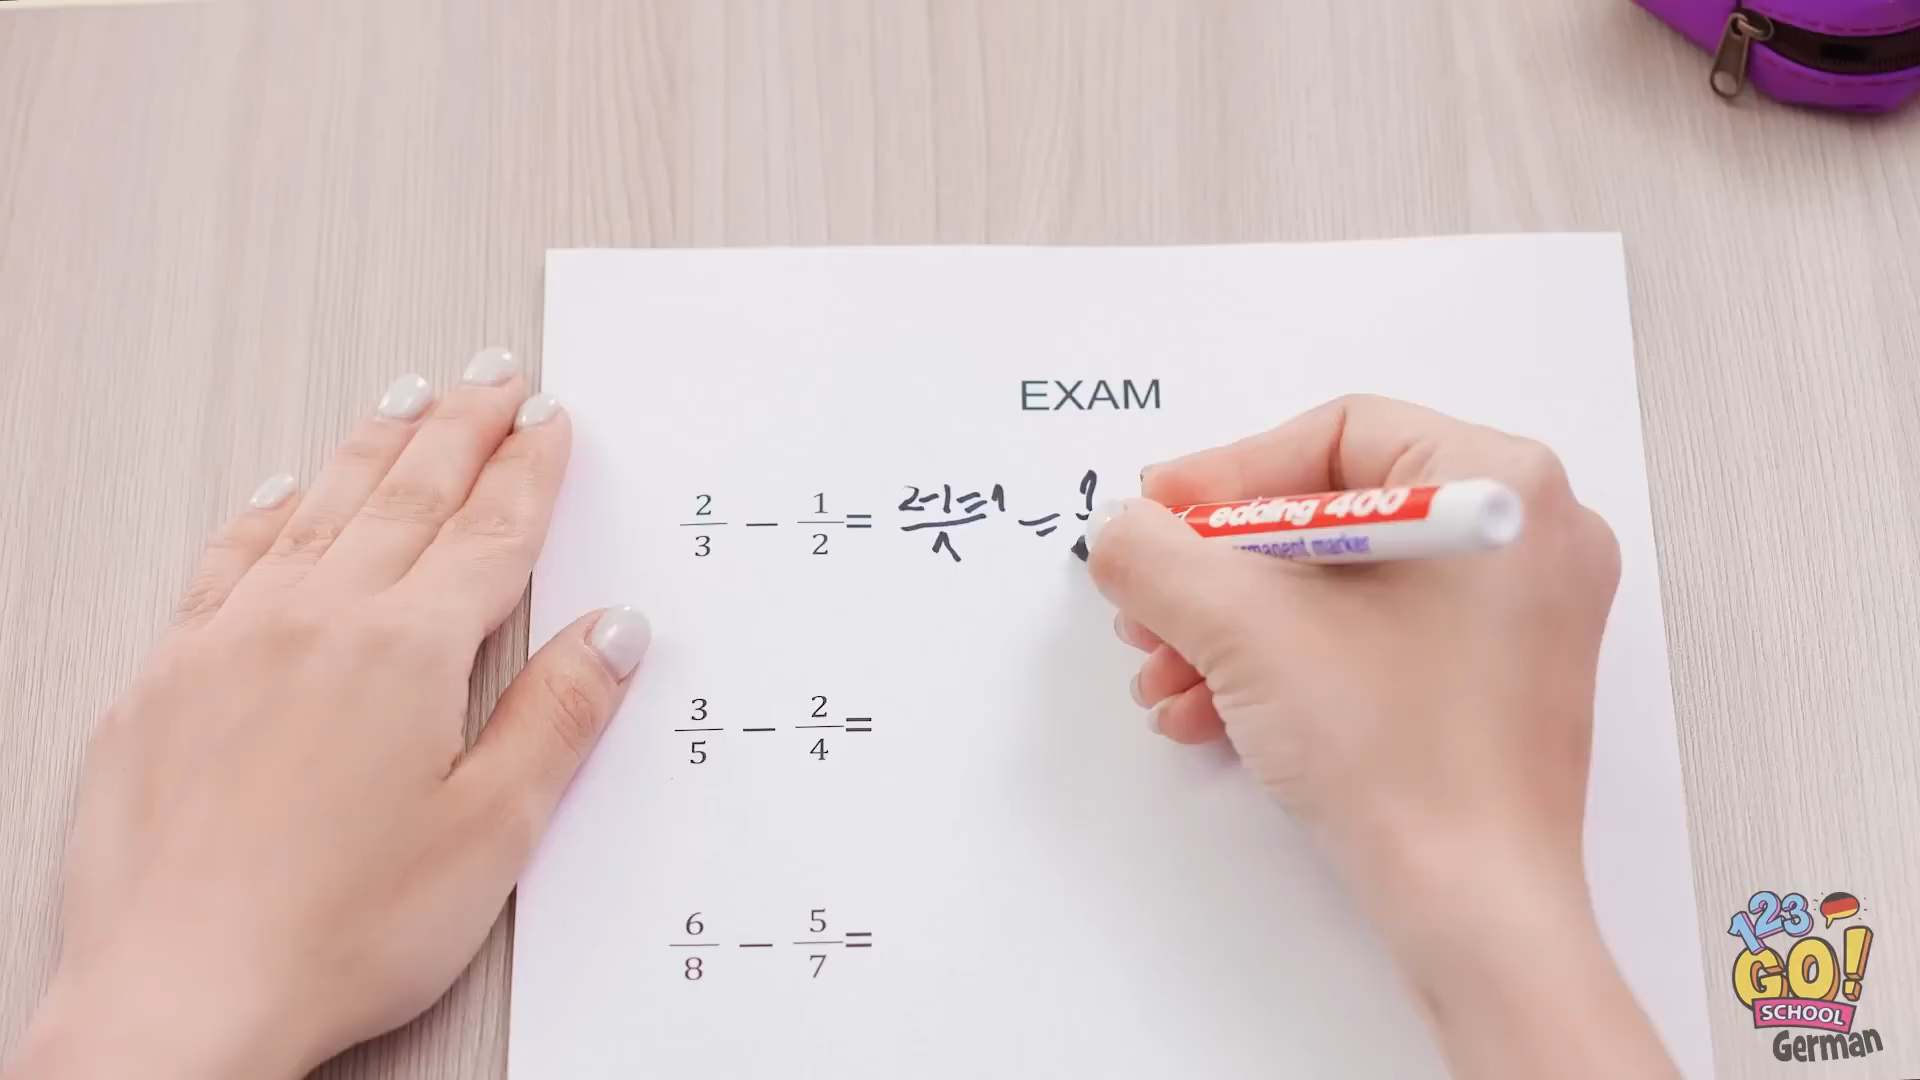 EXAM
2/3 — 1/2 = 2-1=1/1 = 1
3/5 — 2/4 =
6/8 — 5/7 =
edding 400
permanent marker
123
GO!
SCHOOL
German